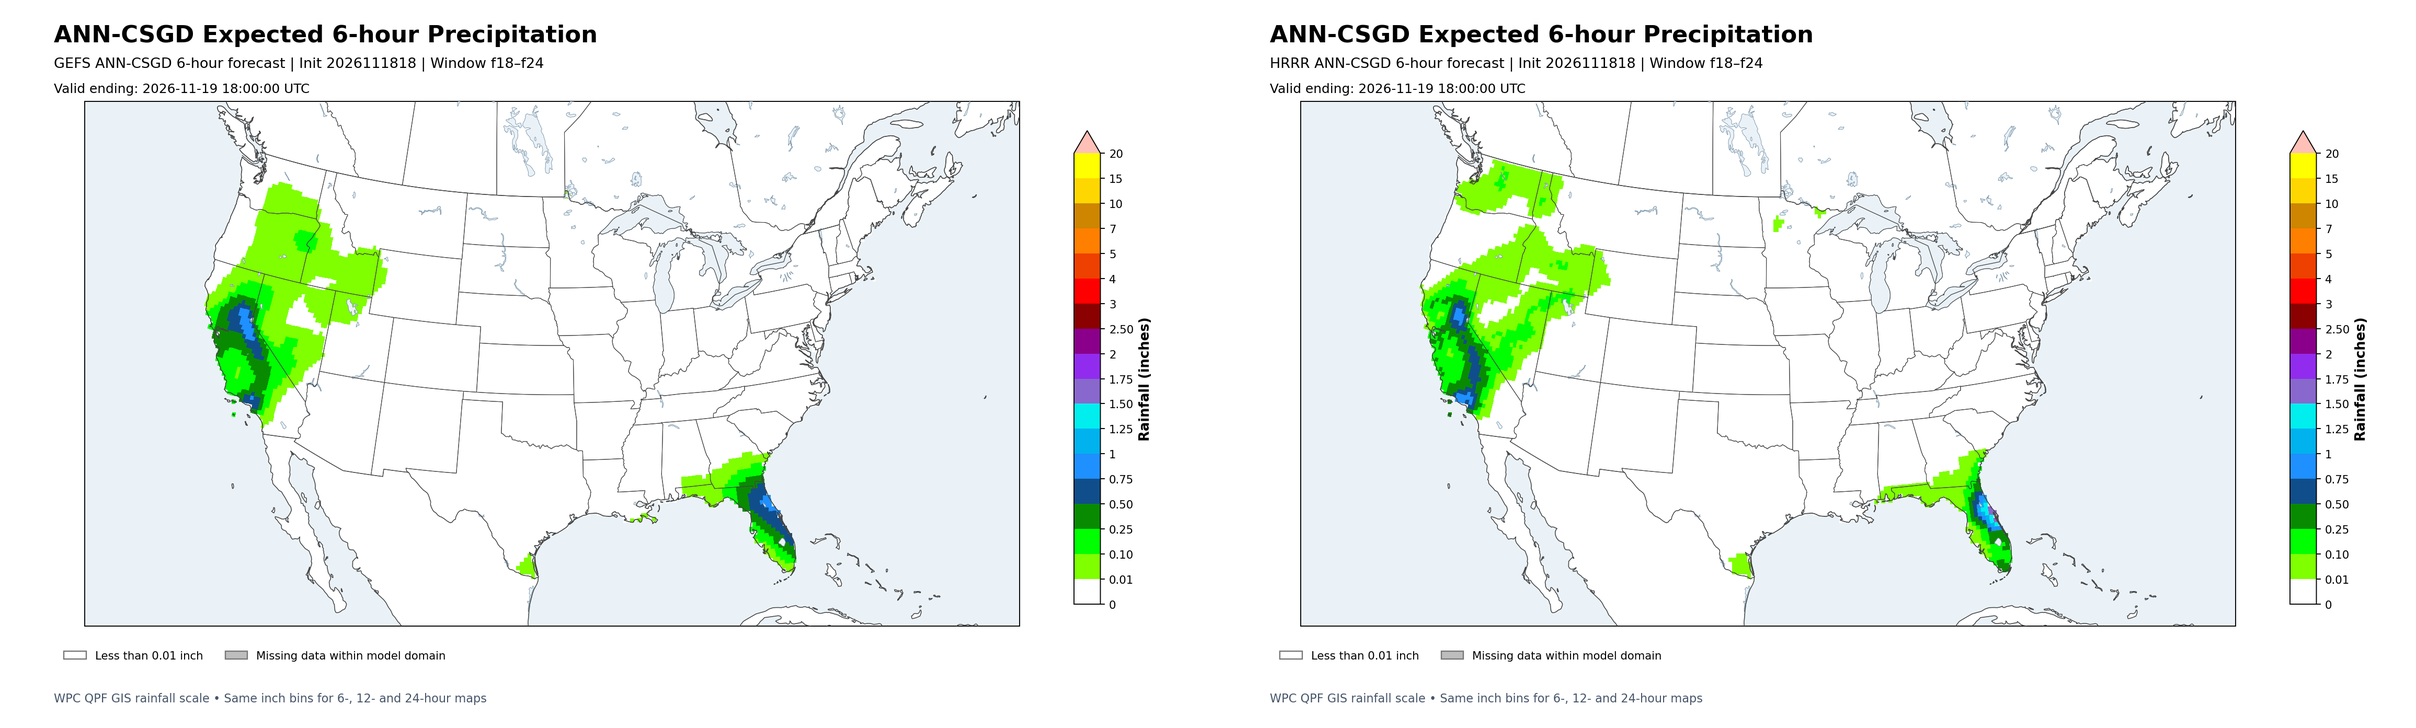 ANN-CSGD Expected 6-hour Precipitation
GEFS ANN-CSGD 6-hour forecast | Init 2026111818 | Window f18–f24
Valid ending: 2026-11-19 18:00:00 UTC
20
15
10
7
5
4
3
2.50
2
1.75
1.50
1.25
1
0.75
0.50
0.25
0.10
0.01
0
Rainfall (inches)
Less than 0.01 inch
Missing data within model domain
WPC QPF GIS rainfall scale • Same inch bins for 6-, 12- and 24-hour maps
ANN-CSGD Expected 6-hour Precipitation
HRRR ANN-CSGD 6-hour forecast | Init 2026111818 | Window f18–f24
Valid ending: 2026-11-19 18:00:00 UTC
20
15
10
7
5
4
3
2.50
2
1.75
1.50
1.25
1
0.75
0.50
0.25
0.10
0.01
0
Rainfall (inches)
Less than 0.01 inch
Missing data within model domain
WPC QPF GIS rainfall scale • Same inch bins for 6-, 12- and 24-hour maps